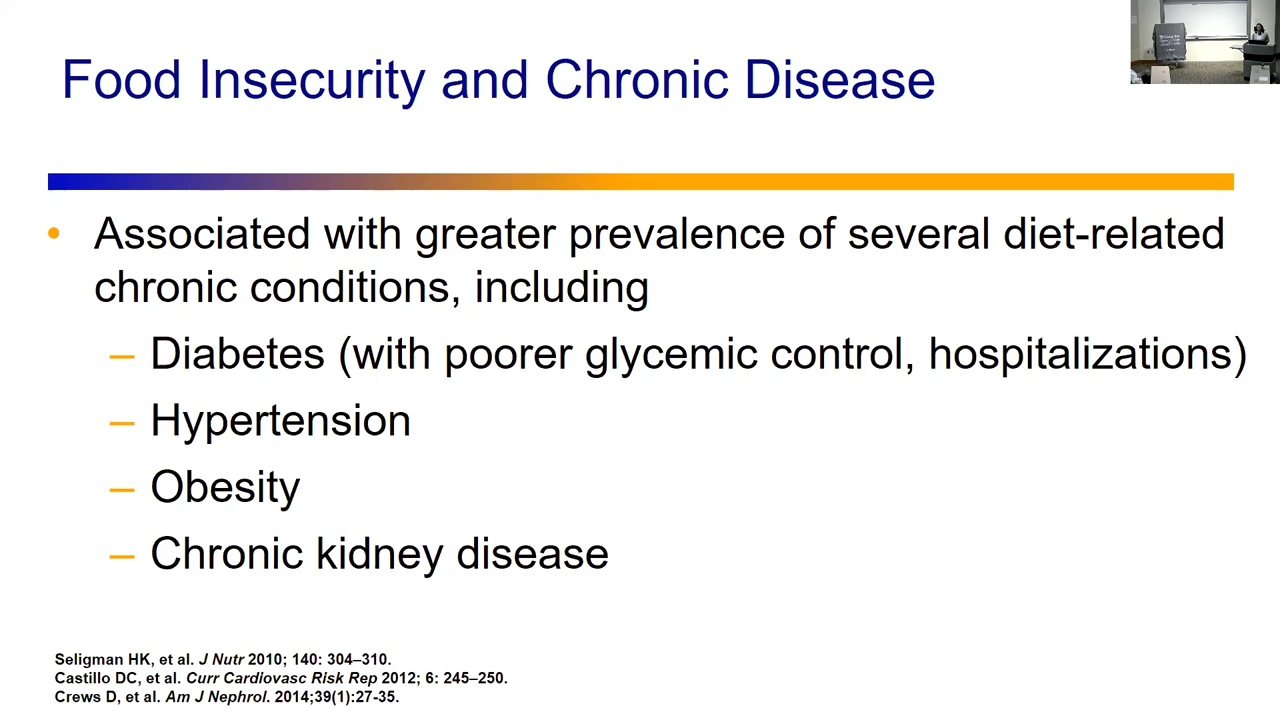 Food Insecurity and Chronic Disease
• Associated with greater prevalence of several diet-related
chronic conditions, including
– Diabetes (with poorer glycemic control, hospitalizations)
– Hypertension
– Obesity
– Chronic kidney disease
Seligman HK, et al. J Nutr 2010; 140: 304–310.
Castillo DC, et al. Curr Cardiovasc Risk Rep 2012; 6: 245–250.
Crews D, et al. Am J Nephrol. 2014;39(1):27-35.